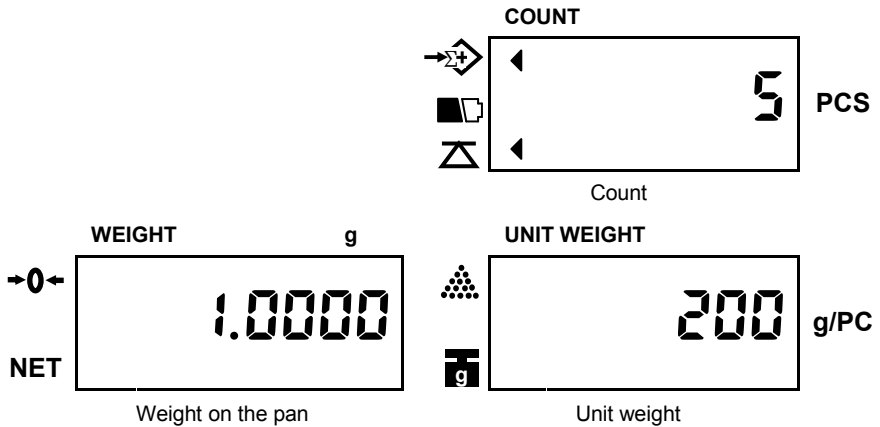 COUNT
Σ+
5 PCS
Count
WEIGHT g
UNIT WEIGHT
0
1.0000
200 g/PC
NET
g
Weight on the pan
Unit weight